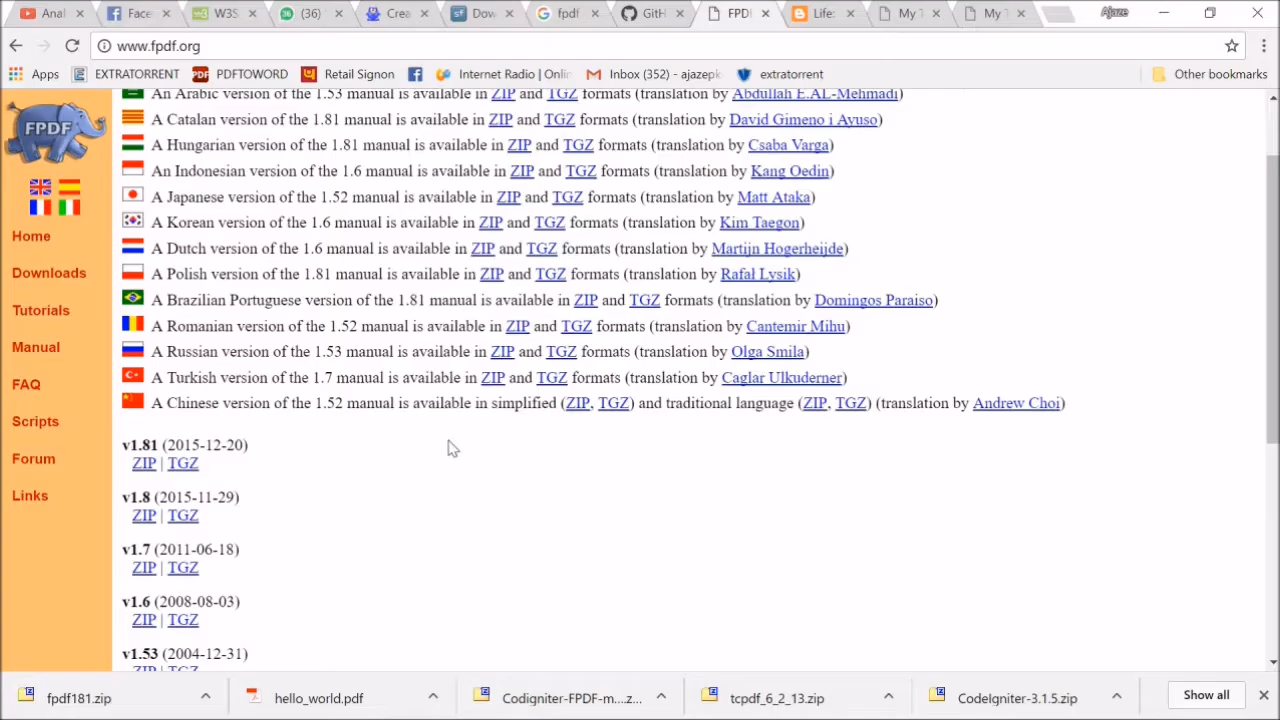 Anal
Face
W3S
(36)
Crea
Dow
fpdf
GitH
FPD
Life:
My T
My T
Ajaze
www.fpdf.org
Apps
EXTRATORRENT
PDFTOWORD
Retail Signon
Internet Radio | Onlin
Inbox (352) - ajazepk
extratorrent
Other bookmarks
FPDF
Home
Downloads
Tutorials
Manual
FAQ
Scripts
Forum
Links
An Arabic version of the 1.53 manual is available in ZIP and TGZ formats (translation by Abdullah E.AL-Mehmadi)
A Catalan version of the 1.81 manual is available in ZIP and TGZ formats (translation by David Gimeno i Ayuso)
A Hungarian version of the 1.81 manual is available in ZIP and TGZ formats (translation by Csaba Varga)
An Indonesian version of the 1.6 manual is available in ZIP and TGZ formats (translation by Kang Oedin)
A Japanese version of the 1.52 manual is available in ZIP and TGZ formats (translation by Matt Ataka)
A Korean version of the 1.6 manual is available in ZIP and TGZ formats (translation by Kim Taegon)
A Dutch version of the 1.6 manual is available in ZIP and TGZ formats (translation by Martijn Hogerheijde)
A Polish version of the 1.81 manual is available in ZIP and TGZ formats (translation by Rafał Lysik)
A Brazilian Portuguese version of the 1.81 manual is available in ZIP and TGZ formats (translation by Domingos Paraiso)
A Romanian version of the 1.52 manual is available in ZIP and TGZ formats (translation by Cantemir Mihu)
A Russian version of the 1.53 manual is available in ZIP and TGZ formats (translation by Olga Smila)
A Turkish version of the 1.7 manual is available in ZIP and TGZ formats (translation by Caglar Ulkuderner)
A Chinese version of the 1.52 manual is available in simplified (ZIP, TGZ) and traditional language (ZIP, TGZ) (translation by Andrew Choi)
v1.81 (2015-12-20)
ZIP | TGZ
v1.8 (2015-11-29)
ZIP | TGZ
v1.7 (2011-06-18)
ZIP | TGZ
v1.6 (2008-08-03)
ZIP | TGZ
v1.53 (2004-12-31)
ZIP | TGZ
fpdf181.zip
hello_world.pdf
Codigniter-FPDF-m....z...
tcpdf_6_2_13.zip
CodeIgniter-3.1.5.zip
Show all